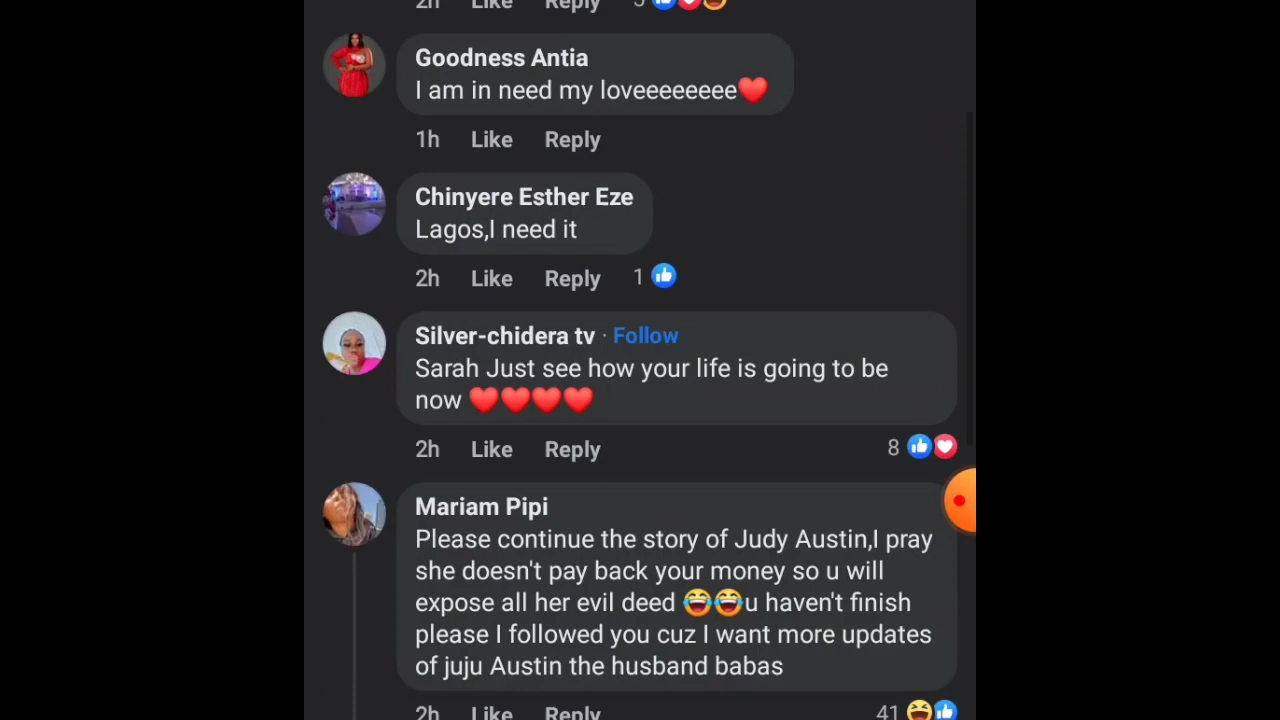 2h Like Reply 5
Goodness Antia
I am in need my loveeeeeeee❤️
1h Like Reply
Chinyere Esther Eze
Lagos,I need it
2h Like Reply 1
Silver-chidera tv · Follow
Sarah Just see how your life is going to be
now ❤️❤️❤️❤️
2h Like Reply 8
Mariam Pipi
Please continue the story of Judy Austin,I pray
she doesn't pay back your money so u will
expose all her evil deed 😂😂u haven't finish
please I followed you cuz I want more updates
of juju Austin the husband babas
2h Like Reply 41